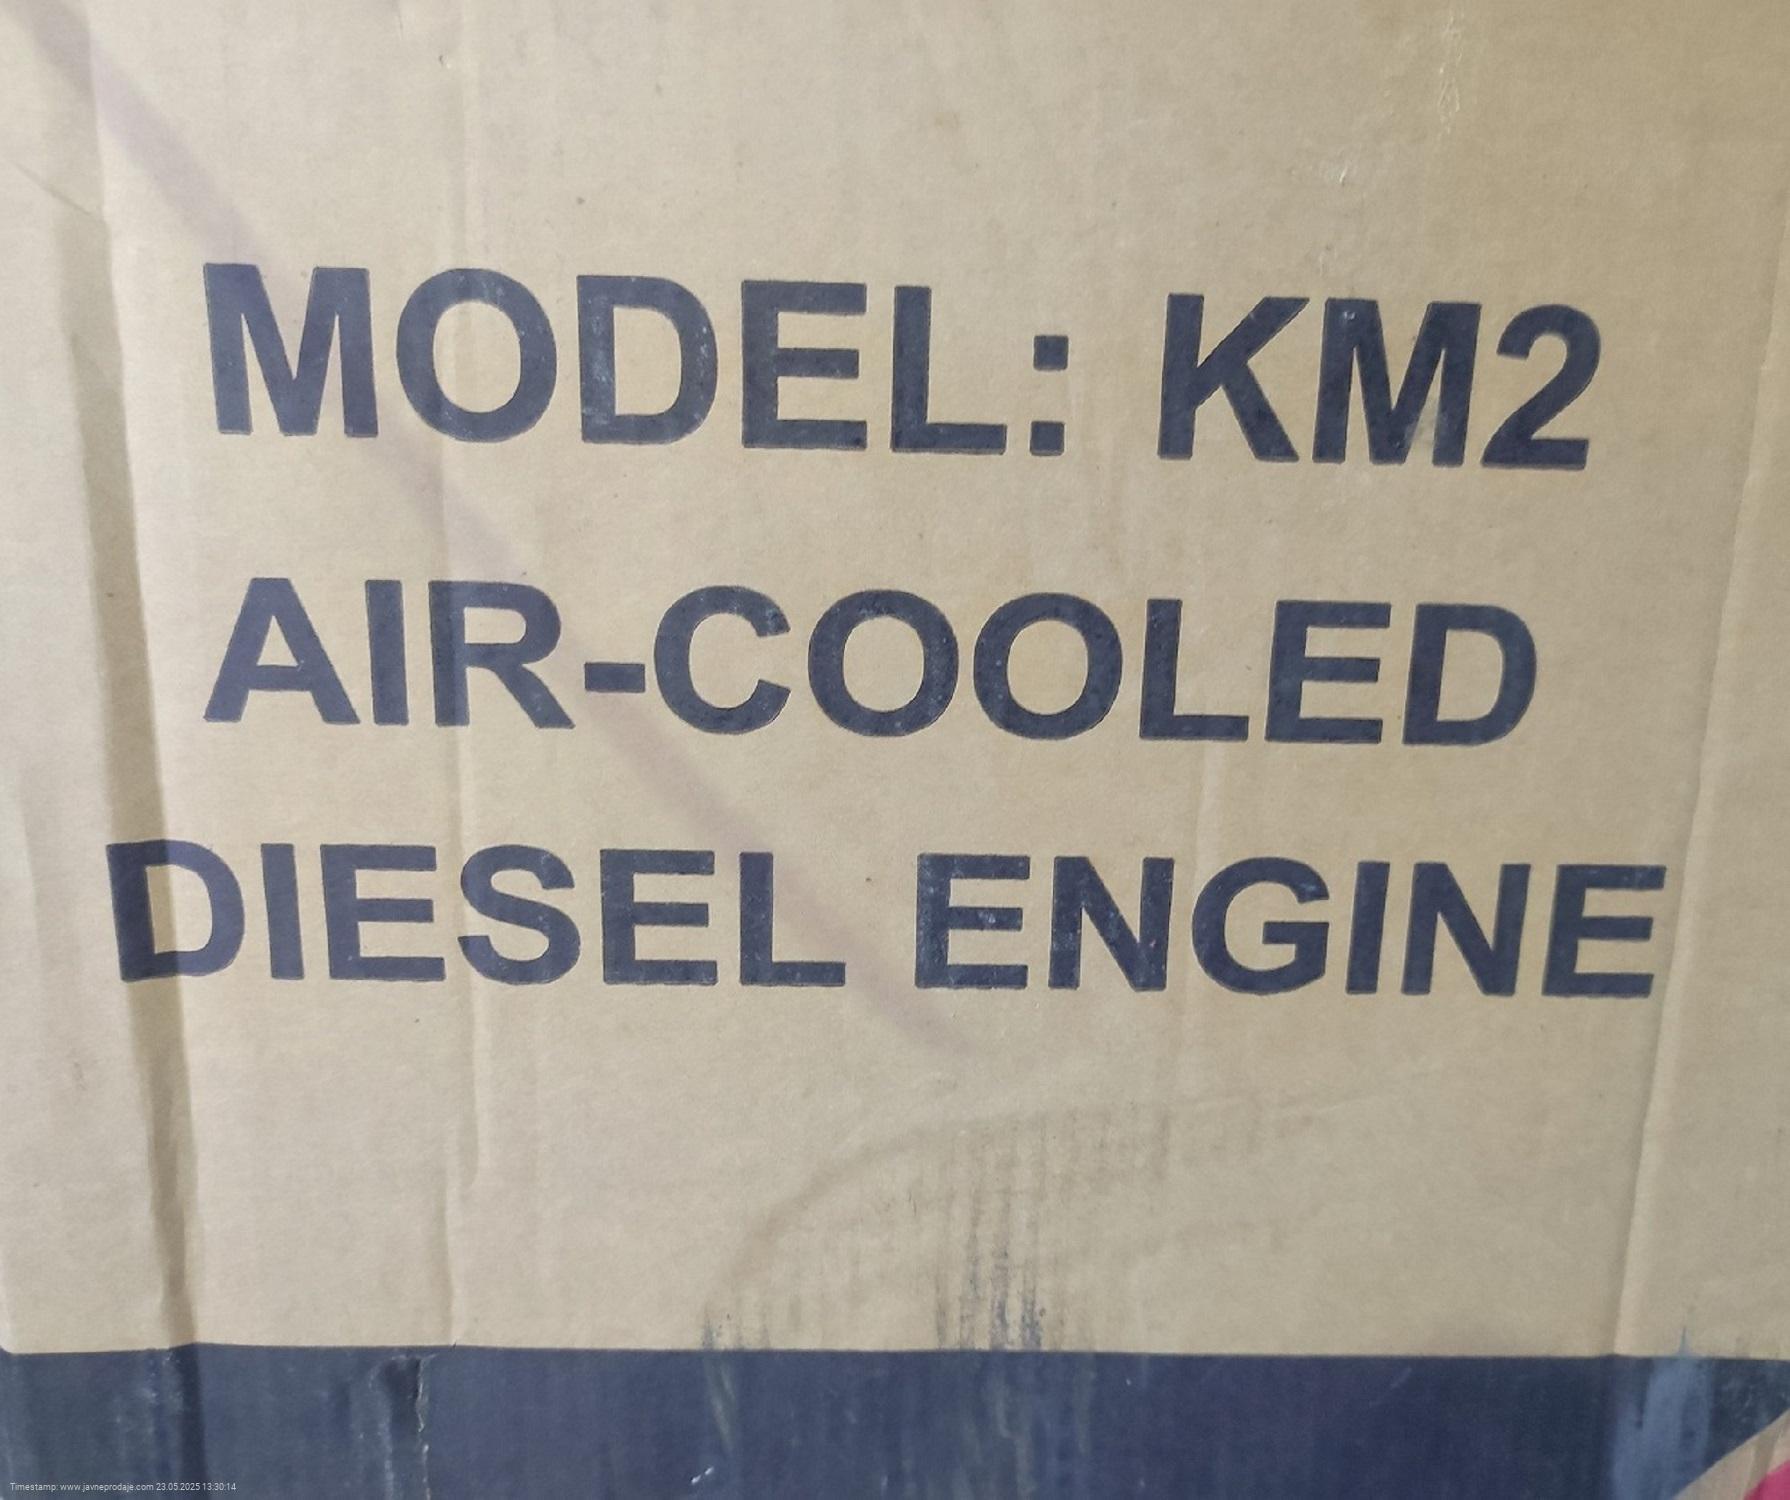 MODEL: KM2
AIR-COOLED
DIESEL ENGINE
Timestamp: www.javneprodaje.com 23.05.2025 13:30:14